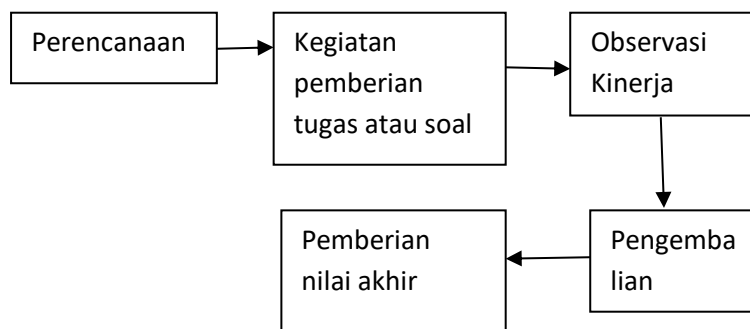 Perencanaan
Kegiatan
pemberian
tugas atau soal
Observasi
Kinerja
Pengemba
lian
Pemberian
nilai akhir